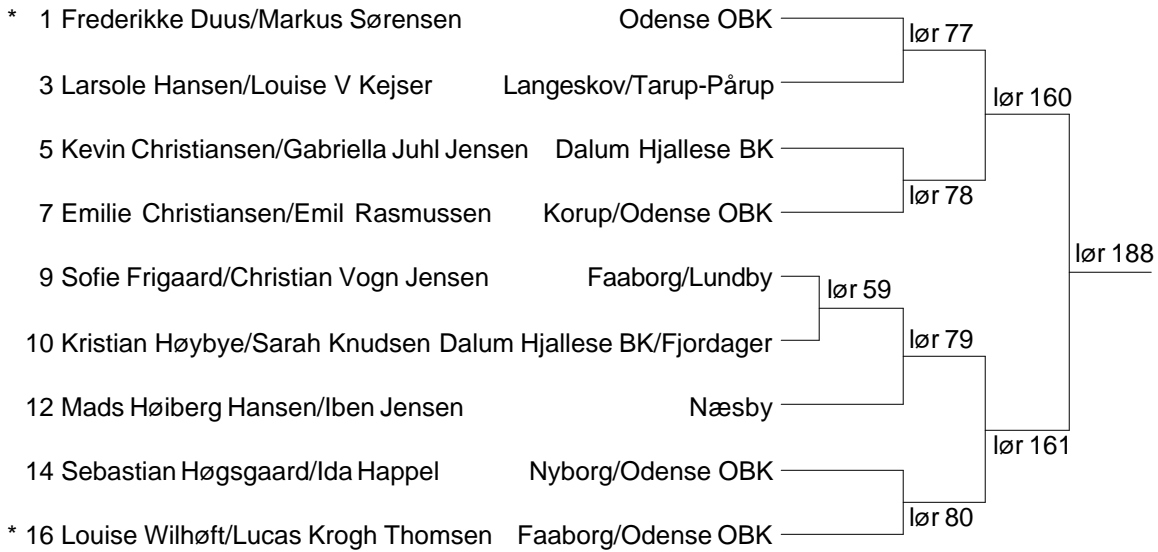 * 1 Frederikke Duus/Markus Sørensen Odense OBK
lør 77
3 Larsole Hansen/Louise V Kejser Langeskov/Tarup-Pårup
lør 160
5 Kevin Christiansen/Gabriella Juhl Jensen Dalum Hjallese BK
lør 78
7 Emilie Christiansen/Emil Rasmussen Korup/Odense OBK
lør 188
9 Sofie Frigaard/Christian Vogn Jensen Faaborg/Lundby
lør 59
10 Kristian Høybye/Sarah Knudsen Dalum Hjallese BK/Fjordager
lør 79
12 Mads Høiberg Hansen/Iben Jensen Næsby
lør 161
14 Sebastian Høgsgaard/Ida Happel Nyborg/Odense OBK
lør 80
* 16 Louise Wilhøft/Lucas Krogh Thomsen Faaborg/Odense OBK